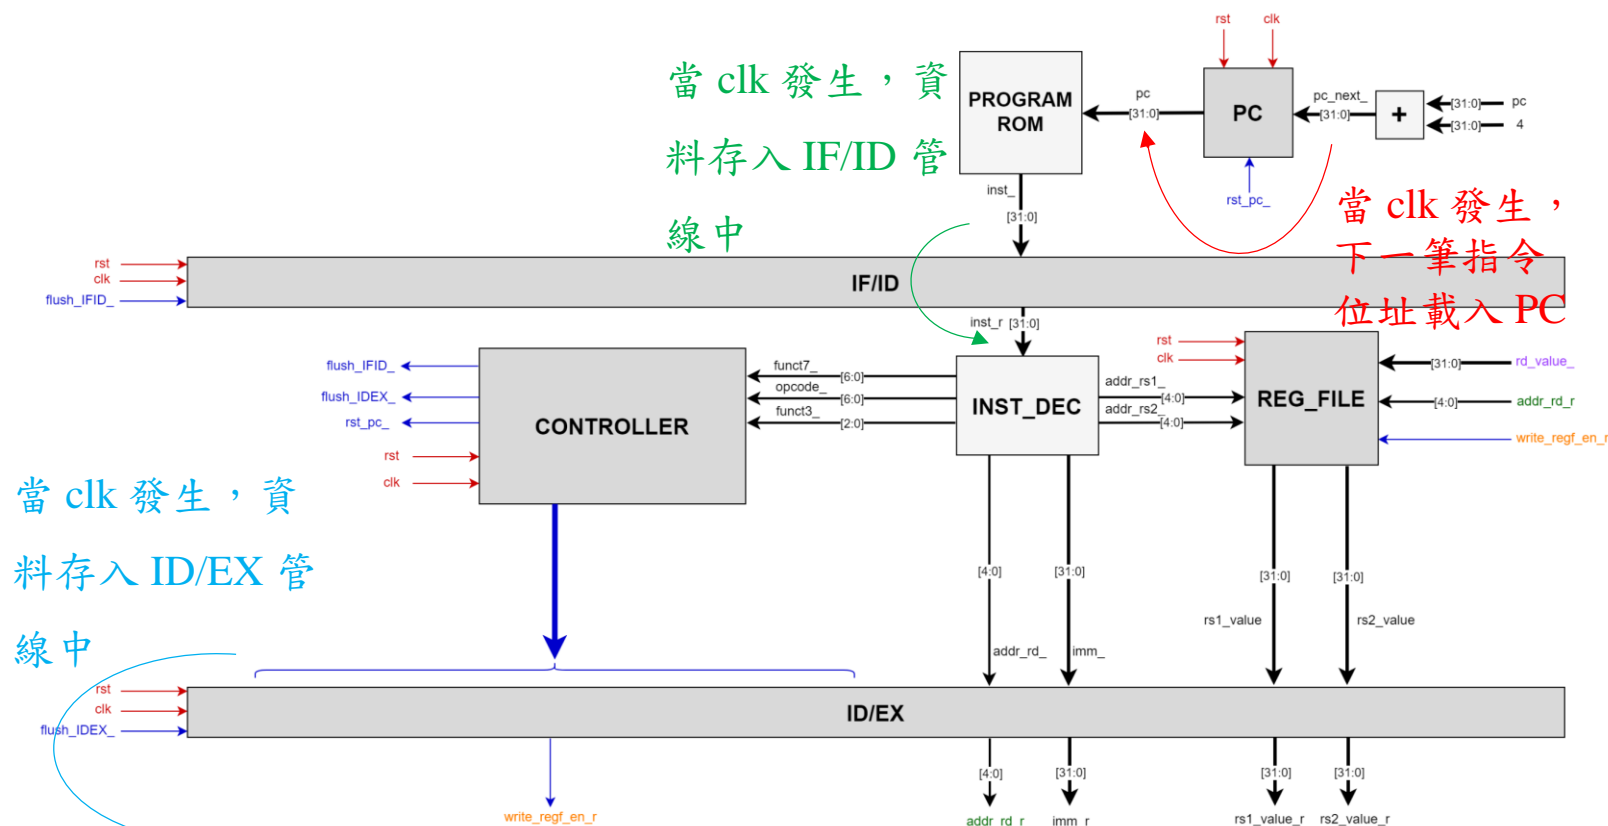 rst
clk
當 clk 發生，資
料存入 IF/ID 管
線中
PROGRAM
ROM
pc
[31:0]
PC
pc_next_
[31:0]
+
[31:0]
pc
[31:0]
4
rst_pc_
inst_
[31:0]
當 clk 發生，
下一筆指令
位址載入 PC
rst
clk
flush_IFID_
IF/ID
inst_r
[31:0]
flush_IFID_
flush_IDEX_
rst_pc_
rst
clk
CONTROLLER
funct7_
[6:0]
opcode_
[6:0]
funct3_
[2:0]
INST_DEC
addr_rs1_
[4:0]
addr_rs2_
[4:0]
rst
clk
REG_FILE
[31:0]
rd_value_
[4:0]
addr_rd_r
write_regf_en_r
當 clk 發生，資
料存入 ID/EX 管
線中
[4:0]
[31:0]
[31:0]
[31:0]
addr_rd_
imm_
rs1_value
rs2_value
rst
clk
flush_IDEX_
ID/EX
[4:0]
[31:0]
[31:0]
[31:0]
write_regf_en_r
addr_rd_r
imm_r
rs1_value_r
rs2_value_r